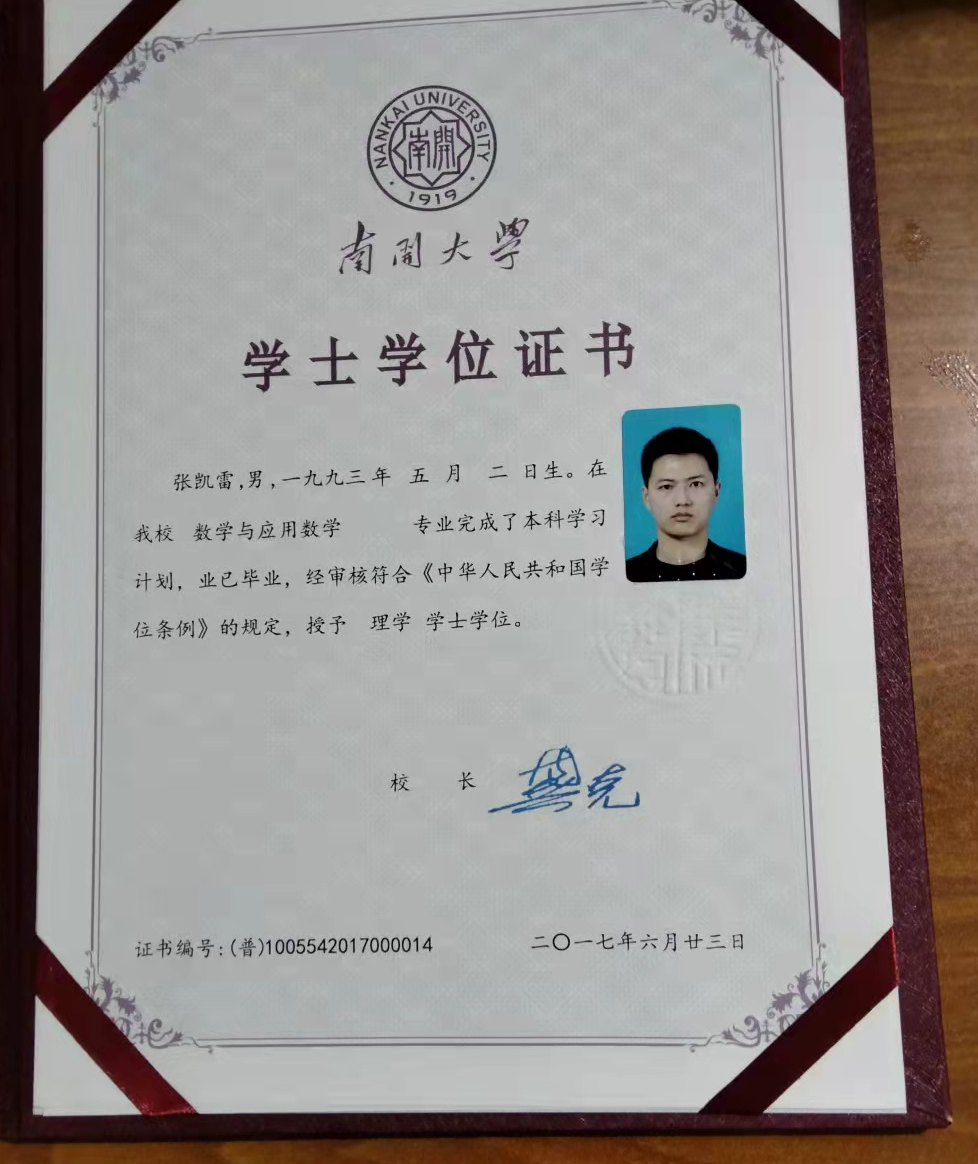 NANKAI UNIVERSITY
南開
1919
南開大學
学士学位证书
张凯雷,男,一九九三年 五 月 二 日生。在
我校 数学与应用数学 专业完成了本科学习
计划，业已毕业，经审核符合《中华人民共和国学
位条例》的规定，授予 理学 学士学位。
校 长 龚克
证书编号:(普)1005542017000014
二〇一七年六月廿三日